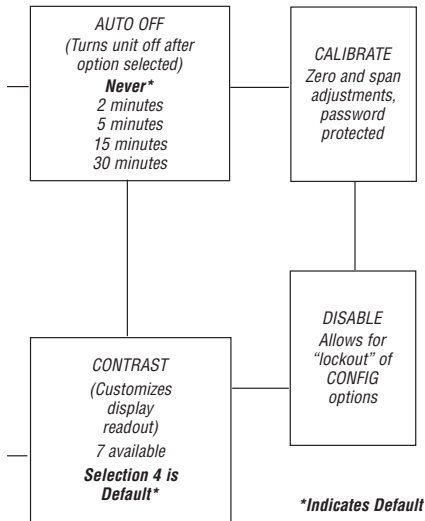 AUTO OFF
(Turns unit off after
option selected)
Never*
2 minutes
5 minutes
15 minutes
30 minutes
CALIBRATE
Zero and span
adjustments,
password
protected
CONTRAST
(Customizes
display
readout)
7 available
Selection 4 is
Default*
DISABLE
Allows for
“lockout” of
CONFIG
options
*Indicates Default